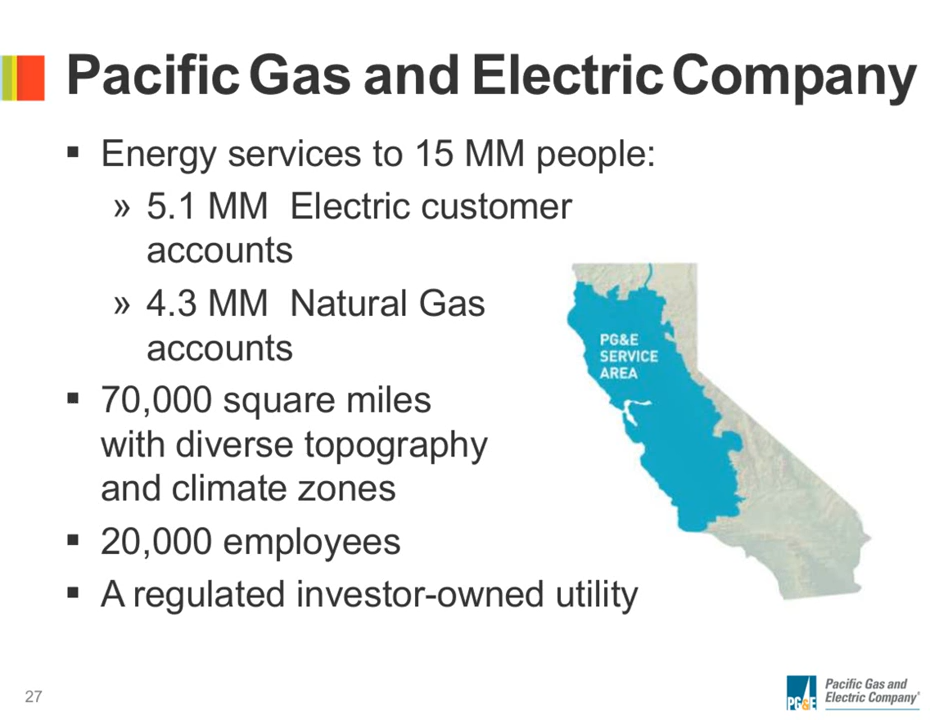 Pacific Gas and Electric Company
▪ Energy services to 15 MM people:
» 5.1 MM Electric customer
accounts
» 4.3 MM Natural Gas
accounts
▪ 70,000 square miles
with diverse topography
and climate zones
▪ 20,000 employees
▪ A regulated investor-owned utility
PG&E
SERVICE
AREA
27
PG&E
Pacific Gas and
Electric Company®